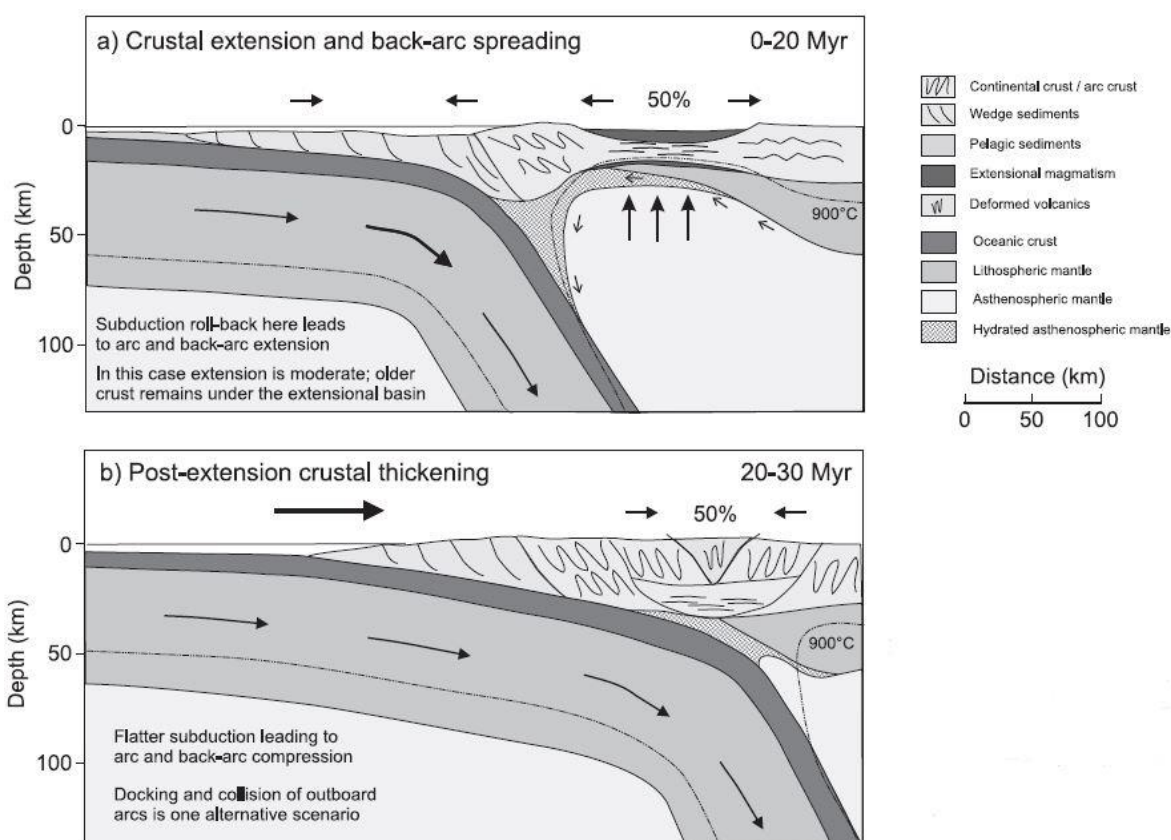 a) Crustal extension and back-arc spreading
0-20 Myr
50%
0
50
100
Depth (km)
900°C
Subduction roll-back here leads
to arc and back-arc extension
In this case extension is moderate; older
crust remains under the extensional basin
Continental crust / arc crust
Wedge sediments
Pelagic sediments
Extensional magmatism
Deformed volcanics
Oceanic crust
Lithospheric mantle
Asthenospheric mantle
Hydrated asthenospheric mantle
Distance (km)
0 50 100
b) Post-extension crustal thickening
20-30 Myr
50%
0
50
100
Depth (km)
900°C
Flatter subduction leading to
arc and back-arc compression
Docking and collision of outboard
arcs is one alternative scenario